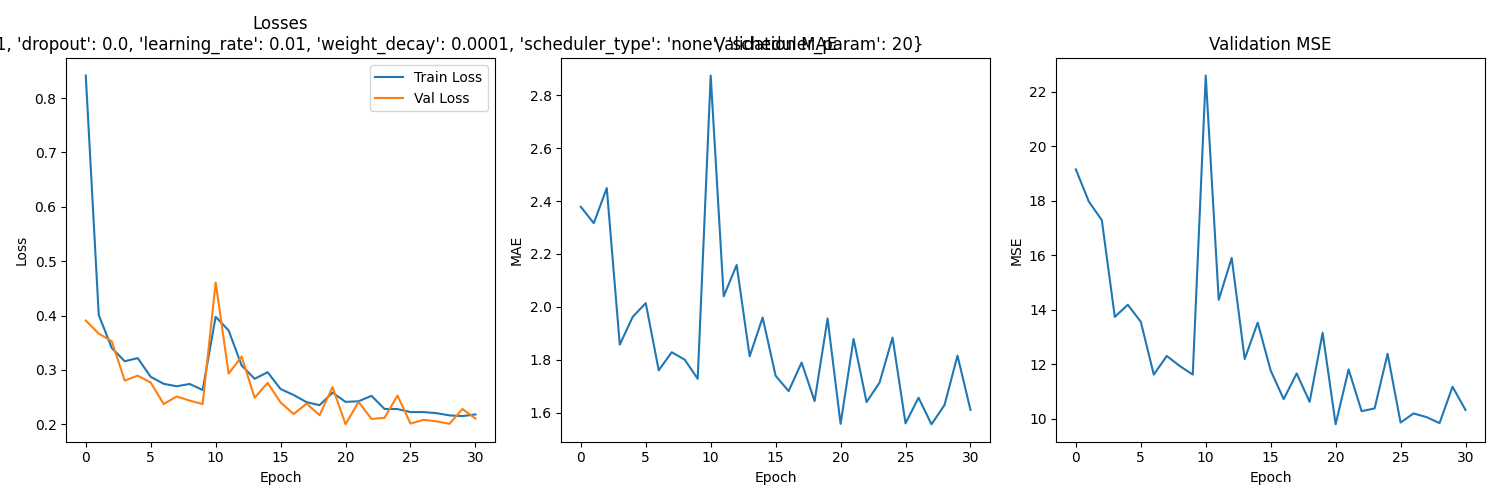 Losses
1, 'dropout': 0.0, 'learning_rate': 0.01, 'weight_decay': 0.0001, 'scheduler_type': 'none', 'scheduler_param': 20}
Train Loss
Val Loss
0.8
0.7
0.6
0.5
0.4
0.3
0.2
Loss
0 5 10 15 20 25 30
Epoch
Validation MAE
2.8
2.6
2.4
2.2
2.0
1.8
1.6
MAE
0 5 10 15 20 25 30
Epoch
Validation MSE
22
20
18
16
14
12
10
MSE
0 5 10 15 20 25 30
Epoch